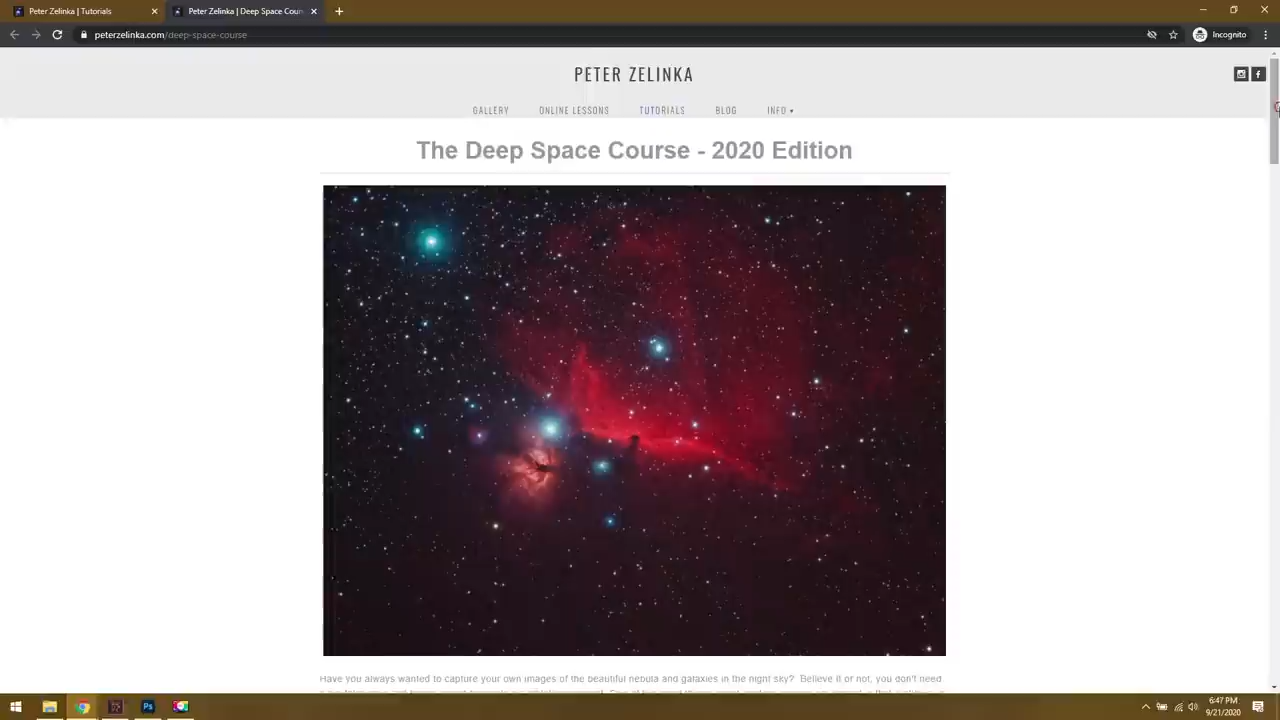 Peter Zelinka | Tutorials
Peter Zelinka | Deep Space Cour
peterzelinka.com/deep-space-course
Incognito
PETER ZELINKA
GALLERY
ONLINE LESSONS
TUTORIALS
BLOG
INFO
The Deep Space Course - 2020 Edition
Have you always wanted to capture your own images of the beautiful nebula and galaxies in the night sky? Believe it or not, you don't need
6:47 PM
9/21/2020